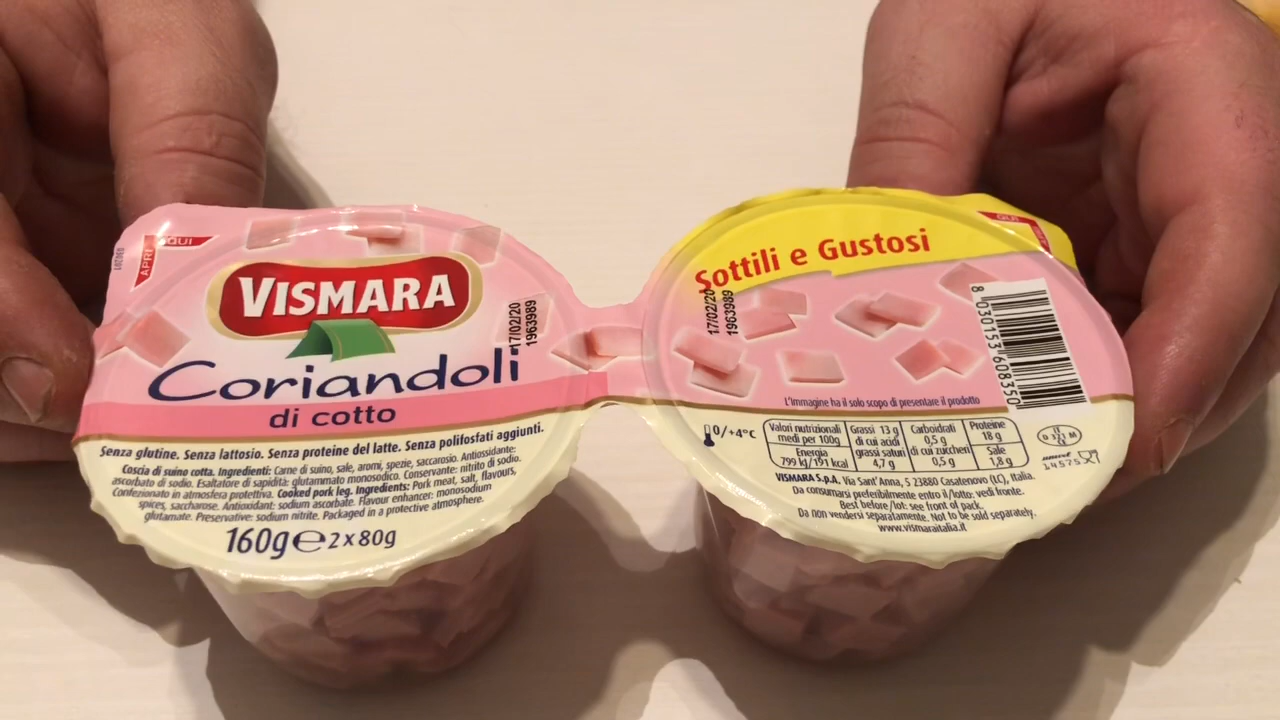 APRI QUI
VISMARA
17/02/20
1963989
Coriandoli
di cotto
Senza glutine. Senza lattosio. Senza proteine del latte. Senza polifosfati aggiunti.
Coscia di suino cotta. Ingredienti: Carne di suino, sale, aromi, spezie, saccarosio. Antiossidante:
ascorbato di sodio. Esaltatore di sapidità: glutammato monosodico. Conservante: nitrito di sodio.
Confezionato in atmosfera protettiva. Cooked pork leg. Ingredients: Pork meat, salt, flavours,
spices, saccharose. Antioxidant: sodium ascorbate. Flavour enhancer: monosodium
glutamate. Preservative: sodium nitrite. Packaged in a protective atmosphere.
160g e 2x80g
QUI
Sottili e Gustosi
17/02/20
1963989
8 030153 608350
L'immagine ha il solo scopo di presentare il prodotto
0/+4°C
Valori nutrizionali
medi per 100g
Energia
799 kJ/191 kcal
Grassi 13 g
di cui acidi
grassi saturi
4,7 g
Carboidrati
0,5 g
di cui zuccheri
0,5 g
Proteine
18 g
Sale
1,8 g
IT
D 322 M
14575
VISMARA S.p.A. Via Sant'Anna, 5 23880 Casatenovo (LC), Italia.
Da consumarsi preferibilmente entro il/lotto: vedi fronte.
Best before/lot: see front of pack.
Da non vendersi separatamente. Not to be sold separately.
www.vismaraitalia.it